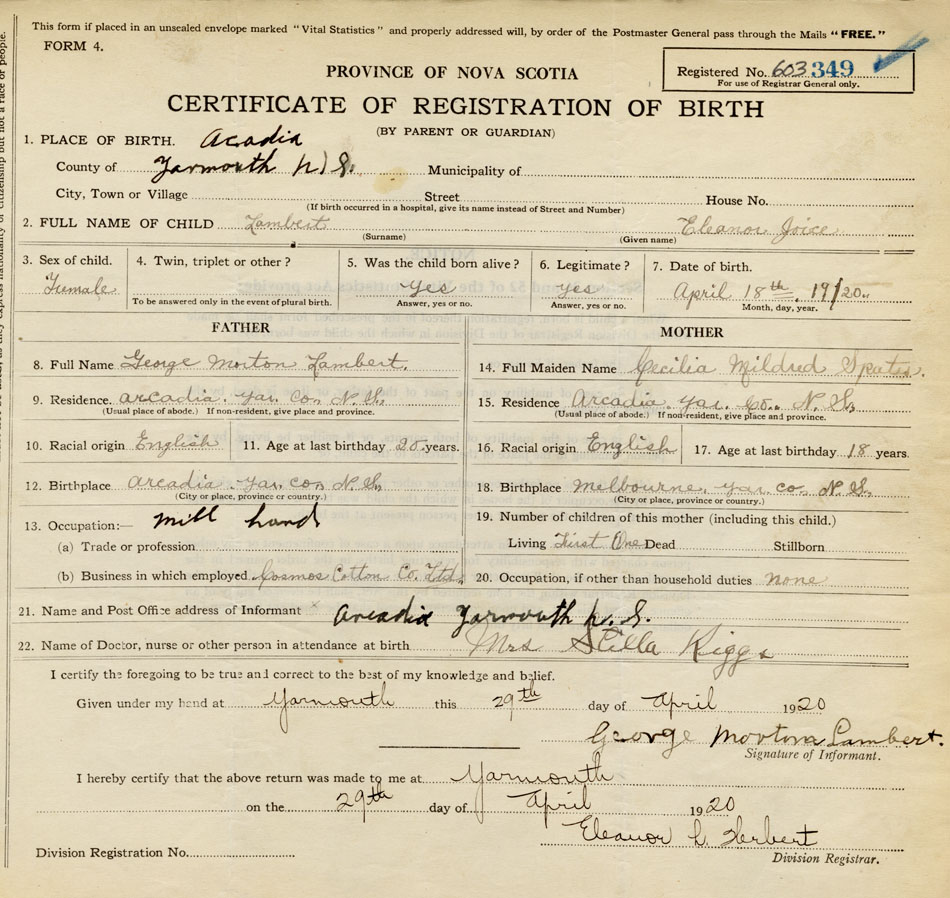 This form if placed in an unsealed envelope marked "Vital Statistics" and properly addressed will, by order of the Postmaster General pass through the Mails "FREE."
FORM 4.
PROVINCE OF NOVA SCOTIA
Registered No. 603 349
For use of Registrar General only.
CERTIFICATE OF REGISTRATION OF BIRTH
(BY PARENT OR GUARDIAN)
1. PLACE OF BIRTH. Acadia
County of Yarmouth N.S. Municipality of
City, Town or Village Street House No.
(If birth occurred in a hospital, give its name instead of Street and Number)
2. FULL NAME OF CHILD Lambert Eleanor Joice
(Surname) (Given name)
3. Sex of child. 4. Twin, triplet or other? 5. Was the child born alive? 6. Legitimate? 7. Date of birth.
Fumale Yes yes April 18th. 19/20.
To be answered only in the event of plural birth. Answer, yes or no. Answer, yes or no. Month, day, year.
FATHER
8. Full Name George Morton Lambert.
9. Residence. arcadia. Yar. Con N.S.
(Usual place of abode.) If non-resident, give place and province.
10. Racial origin English 11. Age at last birthday 20 years.
12. Birthplace arcadia. Yar. con N.S.
(City or place, province or country.)
13. Occupation:— Mill hand
(a) Trade or profession
(b) Business in which employed Cosmos Cotton Co. Ltd.
MOTHER
14. Full Maiden Name Cecilia Mildred
15. Residence Arcadia. Yar. Co. N.S.
(Usual place of abode.) If non-resident, give place and province.
16. Racial origin English 17. Age at last birthday 18 years.
18. Birthplace Melbourne. Yar. co. N.S.
(City or place, province or country.)
19. Number of children of this mother (including this child.)
Living First One Dead Stillborn
20. Occupation, if other than household duties none
21. Name and Post Office address of Informant x Arcadia Yarmouth N.S.
22. Name of Doctor, nurse or other person in attendance at birth Mrs Stilla Riggs
I certify the foregoing to be true and correct to the best of my knowledge and belief.
Given under my hand at Yarmouth this 29th day of April 1920
George Morton Lambert.
Signature of Informant.
I hereby certify that the above return was made to me at Yarmouth
on the 29th day of April 1920
Eleanor L. Herbert
Division Registrar.
Division Registration No.